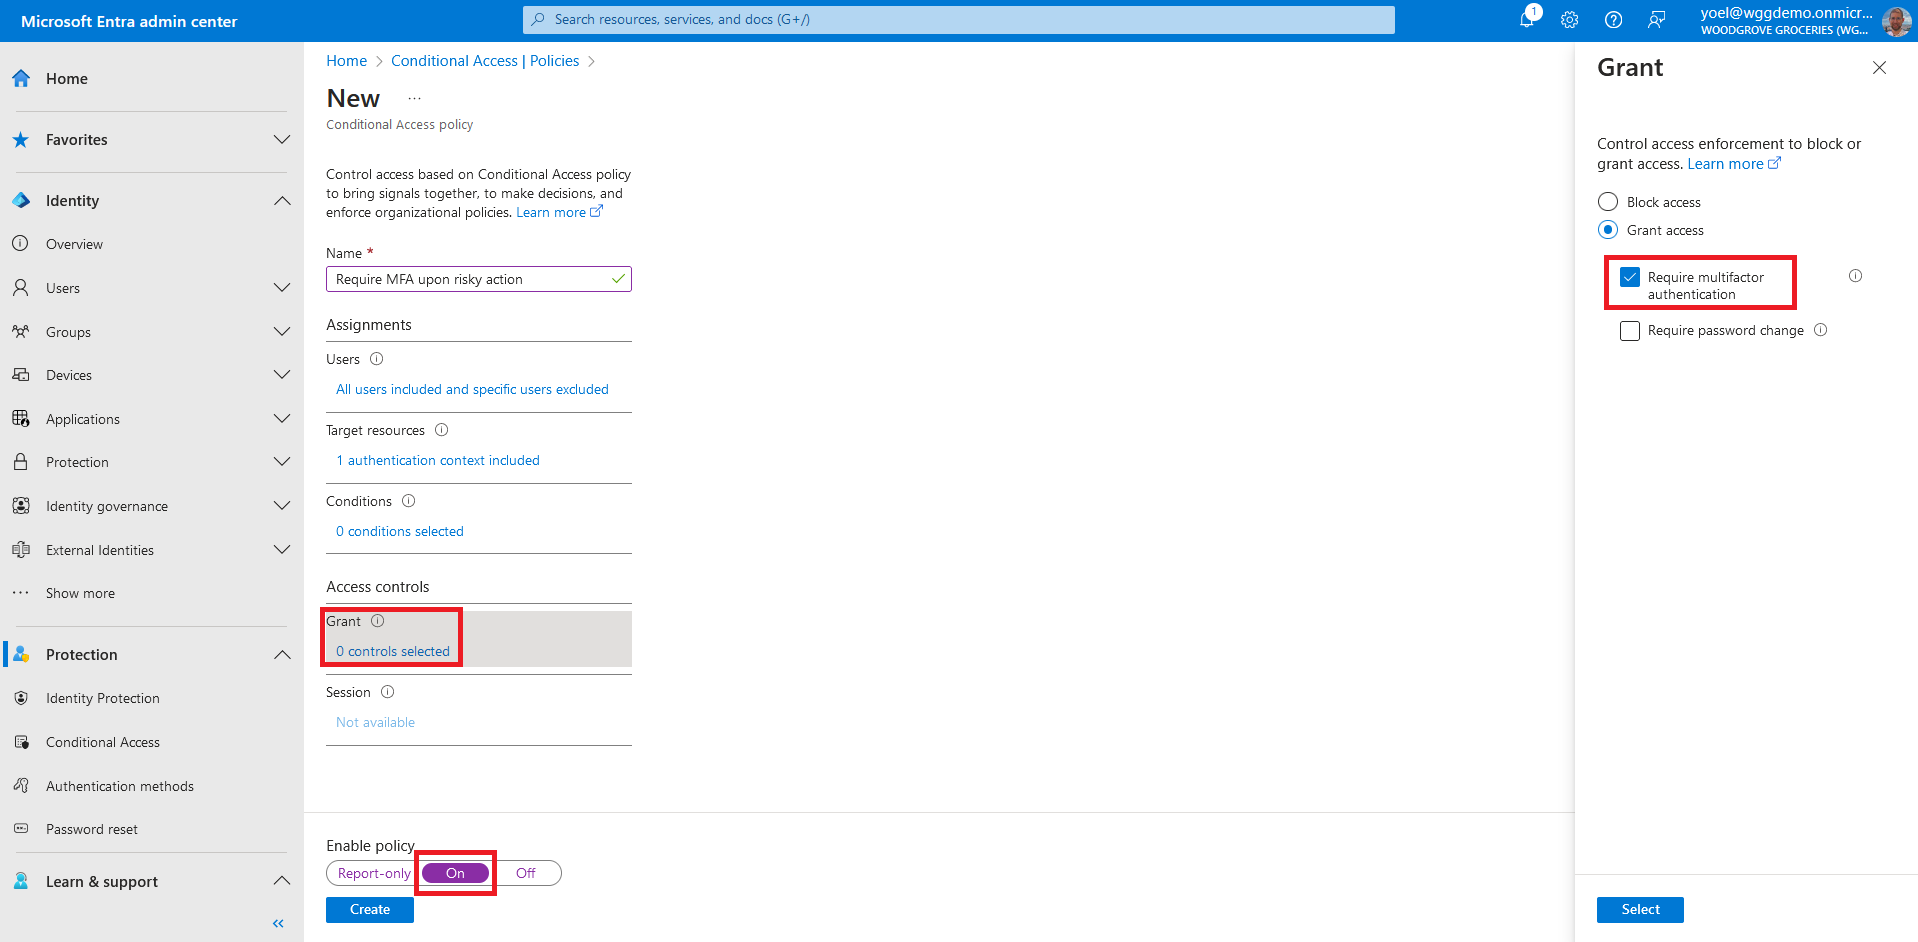 Microsoft Entra admin center
Search resources, services, and docs (G+/)
1
yoel@wggdemo.onmicr...
WOODGROVE GROCERIES (WG...
Home
Favorites
Identity
Overview
Users
Groups
Devices
Applications
Protection
Identity governance
External Identities
Show more
Protection
Identity Protection
Conditional Access
Authentication methods
Password reset
Learn & support
Home
Conditional Access | Policies
New
Conditional Access policy
Control access based on Conditional Access policy
to bring signals together, to make decisions, and
enforce organizational policies. Learn more
Name *
Require MFA upon risky action
Assignments
Users
All users included and specific users excluded
Target resources
1 authentication context included
Conditions
0 conditions selected
Access controls
Grant
0 controls selected
Session
Not available
Enable policy
Report-only On Off
Create
Grant
Control access enforcement to block or
grant access. Learn more
Block access
Grant access
Require multifactor
authentication
Require password change
Select